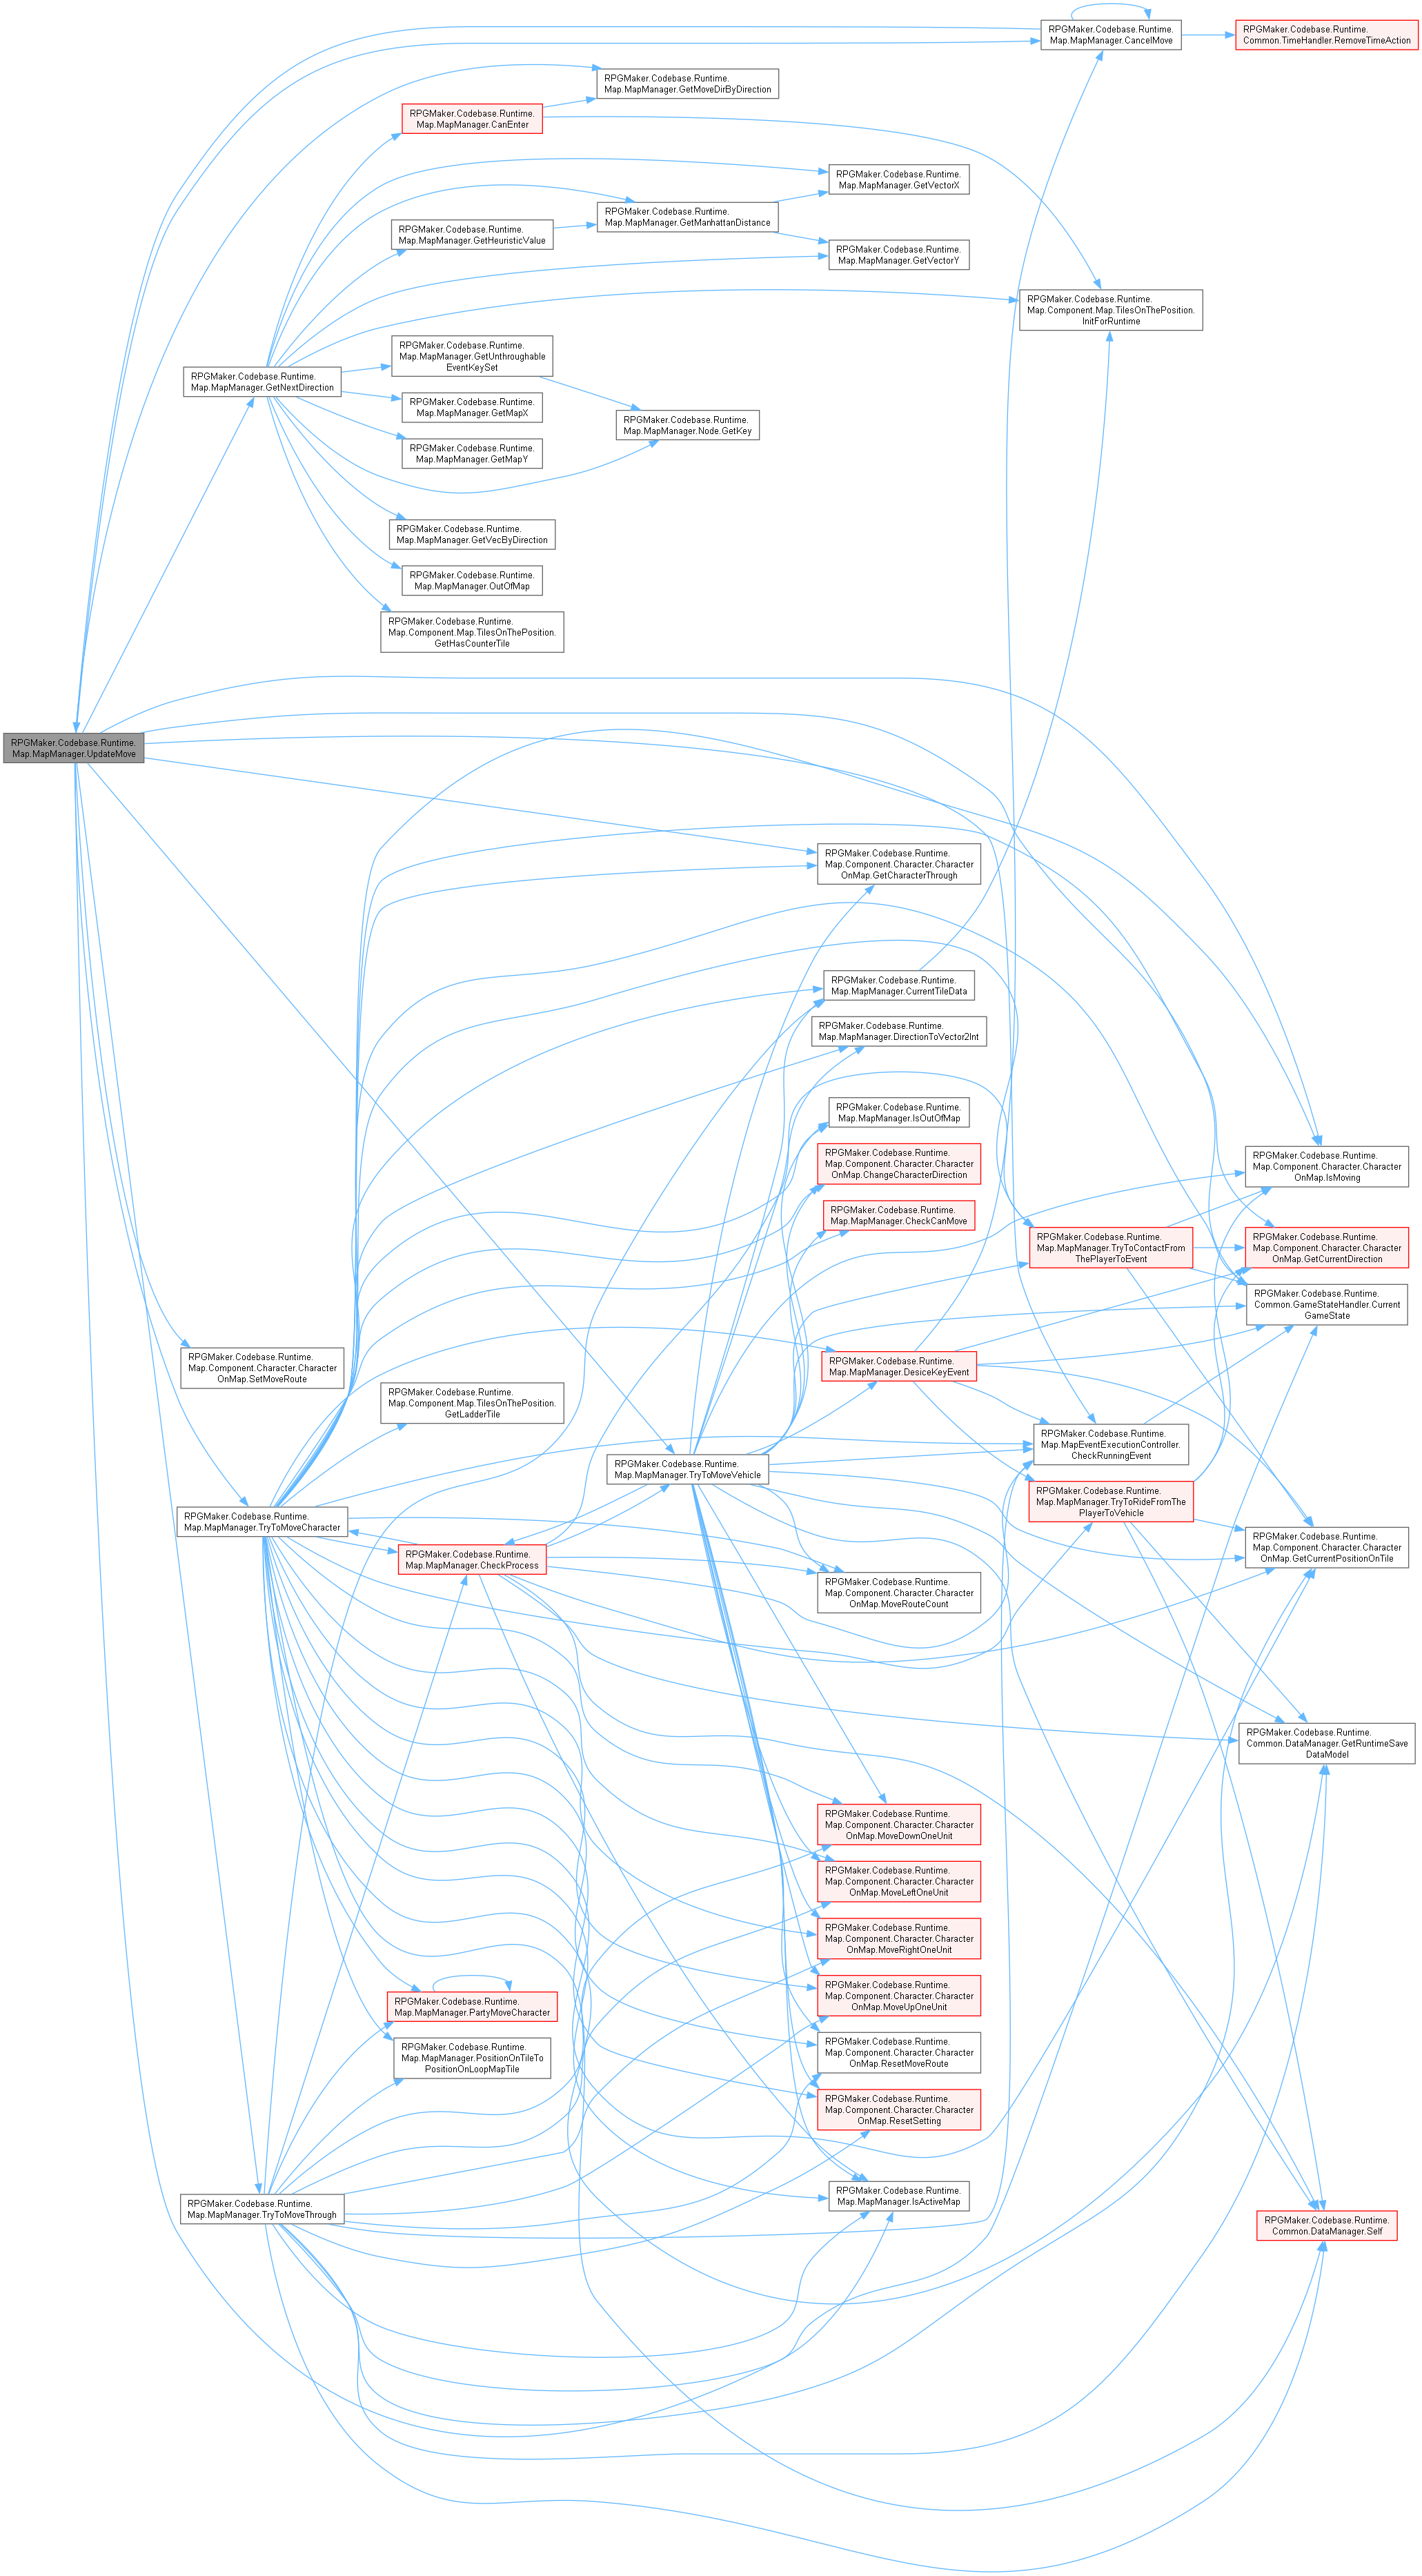 RPGMaker.Codebase.Runtime.
Map.MapManager.CancelMove
RPGMaker.Codebase.Runtime.
Common.TimeHandler.RemoveTimeAction
RPGMaker.Codebase.Runtime.
Map.MapManager.GetMoveDirByDirection
RPGMaker.Codebase.Runtime.
Map.MapManager.CanEnter
RPGMaker.Codebase.Runtime.
Map.MapManager.GetVectorX
RPGMaker.Codebase.Runtime.
Map.MapManager.GetManhattanDistance
RPGMaker.Codebase.Runtime.
Map.MapManager.GetHeuristicValue
RPGMaker.Codebase.Runtime.
Map.MapManager.GetVectorY
RPGMaker.Codebase.Runtime.
Map.Component.Map.TilesOnThePosition.
InitForRuntime
RPGMaker.Codebase.Runtime.
Map.MapManager.GetUnthroughable
EventKeySet
RPGMaker.Codebase.Runtime.
Map.MapManager.GetNextDirection
RPGMaker.Codebase.Runtime.
Map.MapManager.GetMapX
RPGMaker.Codebase.Runtime.
Map.MapManager.Node.GetKey
RPGMaker.Codebase.Runtime.
Map.MapManager.GetMapY
RPGMaker.Codebase.Runtime.
Map.MapManager.GetVecByDirection
RPGMaker.Codebase.Runtime.
Map.MapManager.OutOfMap
RPGMaker.Codebase.Runtime.
Map.Component.Map.TilesOnThePosition.
GetHasCounterTile
RPGMaker.Codebase.Runtime.
Map.MapManager.UpdateMove
RPGMaker.Codebase.Runtime.
Map.Component.Character.Character
OnMap.GetCharacterThrough
RPGMaker.Codebase.Runtime.
Map.MapManager.CurrentTileData
RPGMaker.Codebase.Runtime.
Map.MapManager.DirectionToVector2Int
RPGMaker.Codebase.Runtime.
Map.MapManager.IsOutOfMap
RPGMaker.Codebase.Runtime.
Map.Component.Character.Character
OnMap.ChangeCharacterDirection
RPGMaker.Codebase.Runtime.
Map.Component.Character.Character
OnMap.IsMoving
RPGMaker.Codebase.Runtime.
Map.MapManager.CheckCanMove
RPGMaker.Codebase.Runtime.
Map.MapManager.TryToContactFrom
ThePlayerToEvent
RPGMaker.Codebase.Runtime.
Map.Component.Character.Character
OnMap.GetCurrentDirection
RPGMaker.Codebase.Runtime.
Common.GameStateHandler.Current
GameState
RPGMaker.Codebase.Runtime.
Map.Component.Character.Character
OnMap.SetMoveRoute
RPGMaker.Codebase.Runtime.
Map.MapManager.DesiceKeyEvent
RPGMaker.Codebase.Runtime.
Map.Component.Map.TilesOnThePosition.
GetLadderTile
RPGMaker.Codebase.Runtime.
Map.MapEventExecutionController.
CheckRunningEvent
RPGMaker.Codebase.Runtime.
Map.MapManager.TryToMoveVehicle
RPGMaker.Codebase.Runtime.
Map.MapManager.TryToRideFromThe
PlayerToVehicle
RPGMaker.Codebase.Runtime.
Map.MapManager.TryToMoveCharacter
RPGMaker.Codebase.Runtime.
Map.Component.Character.Character
OnMap.GetCurrentPositionOnTile
RPGMaker.Codebase.Runtime.
Map.MapManager.CheckProcess
RPGMaker.Codebase.Runtime.
Map.Component.Character.Character
OnMap.MoveRouteCount
RPGMaker.Codebase.Runtime.
Common.DataManager.GetRuntimeSave
DataModel
RPGMaker.Codebase.Runtime.
Map.Component.Character.Character
OnMap.MoveDownOneUnit
RPGMaker.Codebase.Runtime.
Map.Component.Character.Character
OnMap.MoveLeftOneUnit
RPGMaker.Codebase.Runtime.
Map.Component.Character.Character
OnMap.MoveRightOneUnit
RPGMaker.Codebase.Runtime.
Map.Component.Character.Character
OnMap.MoveUpOneUnit
RPGMaker.Codebase.Runtime.
Map.MapManager.PartyMoveCharacter
RPGMaker.Codebase.Runtime.
Map.MapManager.PositionOnTileTo
PositionOnLoopMapTile
RPGMaker.Codebase.Runtime.
Map.Component.Character.Character
OnMap.ResetMoveRoute
RPGMaker.Codebase.Runtime.
Map.Component.Character.Character
OnMap.ResetSetting
RPGMaker.Codebase.Runtime.
Map.MapManager.IsActiveMap
RPGMaker.Codebase.Runtime.
Map.MapManager.TryToMoveThrough
RPGMaker.Codebase.Runtime.
Common.DataManager.Self